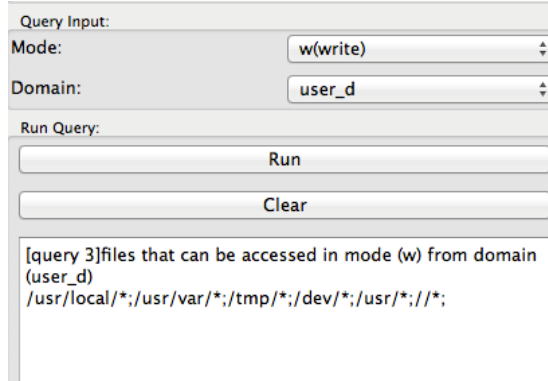 Query Input:
Mode: w(write)
Domain: user_d
Run Query:
Run
Clear
[query 3]files that can be accessed in mode (w) from domain
(user_d)
/usr/local/*;/usr/var/*;/tmp/*;/dev/*;/usr/*;//*;